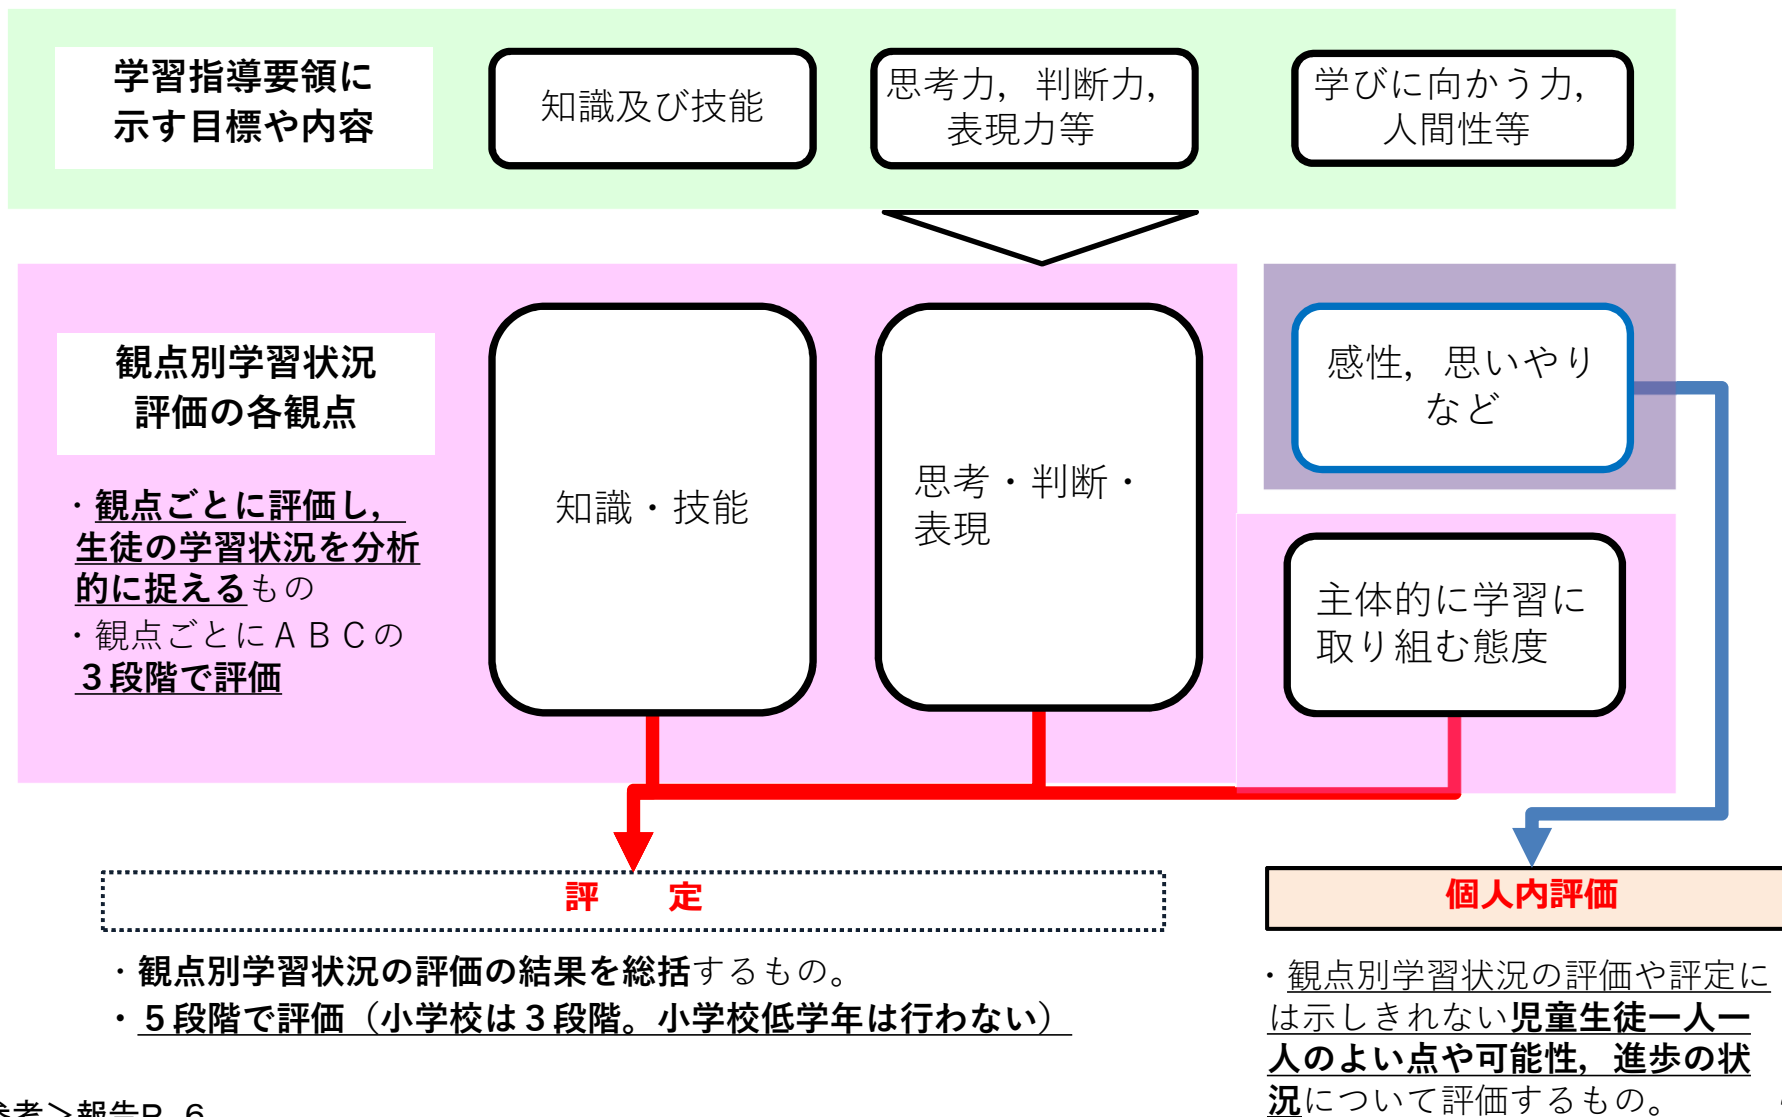 学習指導要領に
示す目標や内容
知識及び技能
思考力，判断力，
表現力等
学びに向かう力，
人間性等
観点別学習状況
評価の各観点
・観点ごとに評価し，
生徒の学習状況を分析
的に捉えるもの
・観点ごとにＡＢＣの
３段階で評価
知識・技能
思考・判断・
表現
感性，思いやり
など
主体的に学習に
取り組む態度
評　定
・観点別学習状況の評価の結果を総括するもの。
・５段階で評価（小学校は３段階。小学校低学年は行わない）
個人内評価
・観点別学習状況の評価や評定に
は示しきれない児童生徒一人一
人のよい点や可能性，進歩の状
況について評価するもの。
考＞報告P．6